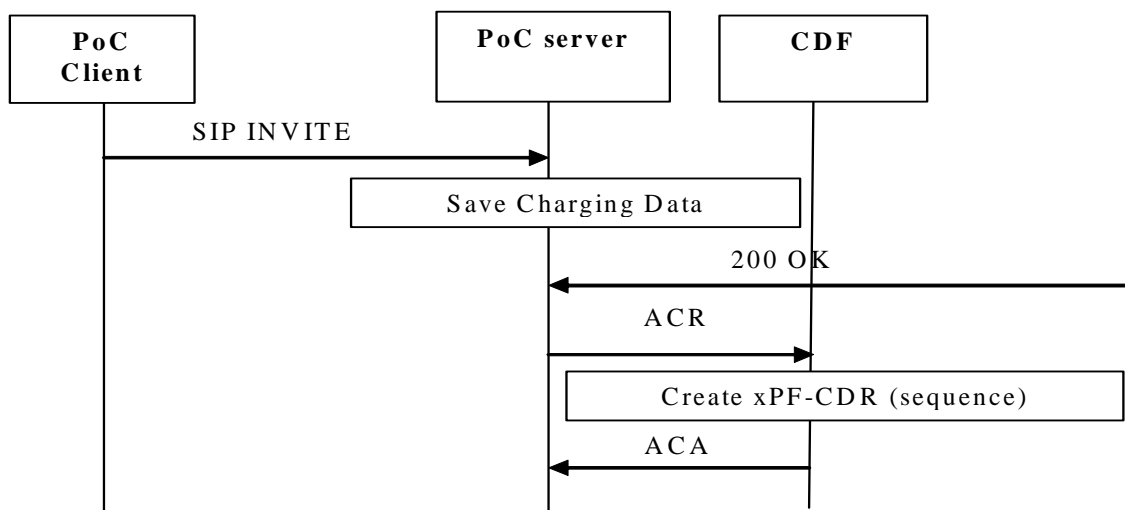 PoC
Client
PoC server
CDF
SIP INVITE
Save Charging Data
200 OK
ACR
Create xPF-CDR (sequence)
ACA